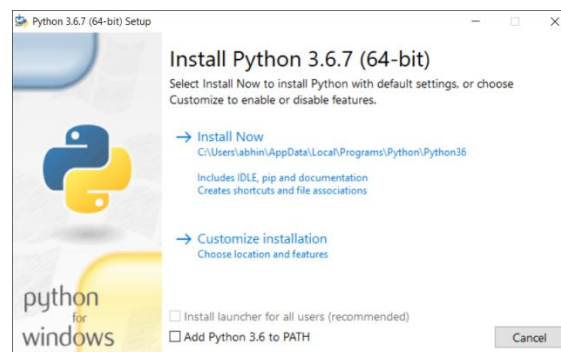 Python 3.6.7 (64-bit) Setup
Install Python 3.6.7 (64-bit)
Select Install Now to install Python with default settings, or choose
Customize to enable or disable features.
Install Now
C:\Users\abhin\AppData\Local\Programs\Python\Python36
Includes IDLE, pip and documentation
Creates shortcuts and file associations
Customize installation
Choose location and features
Install launcher for all users (recommended)
Add Python 3.6 to PATH
Cancel
python
for
windows